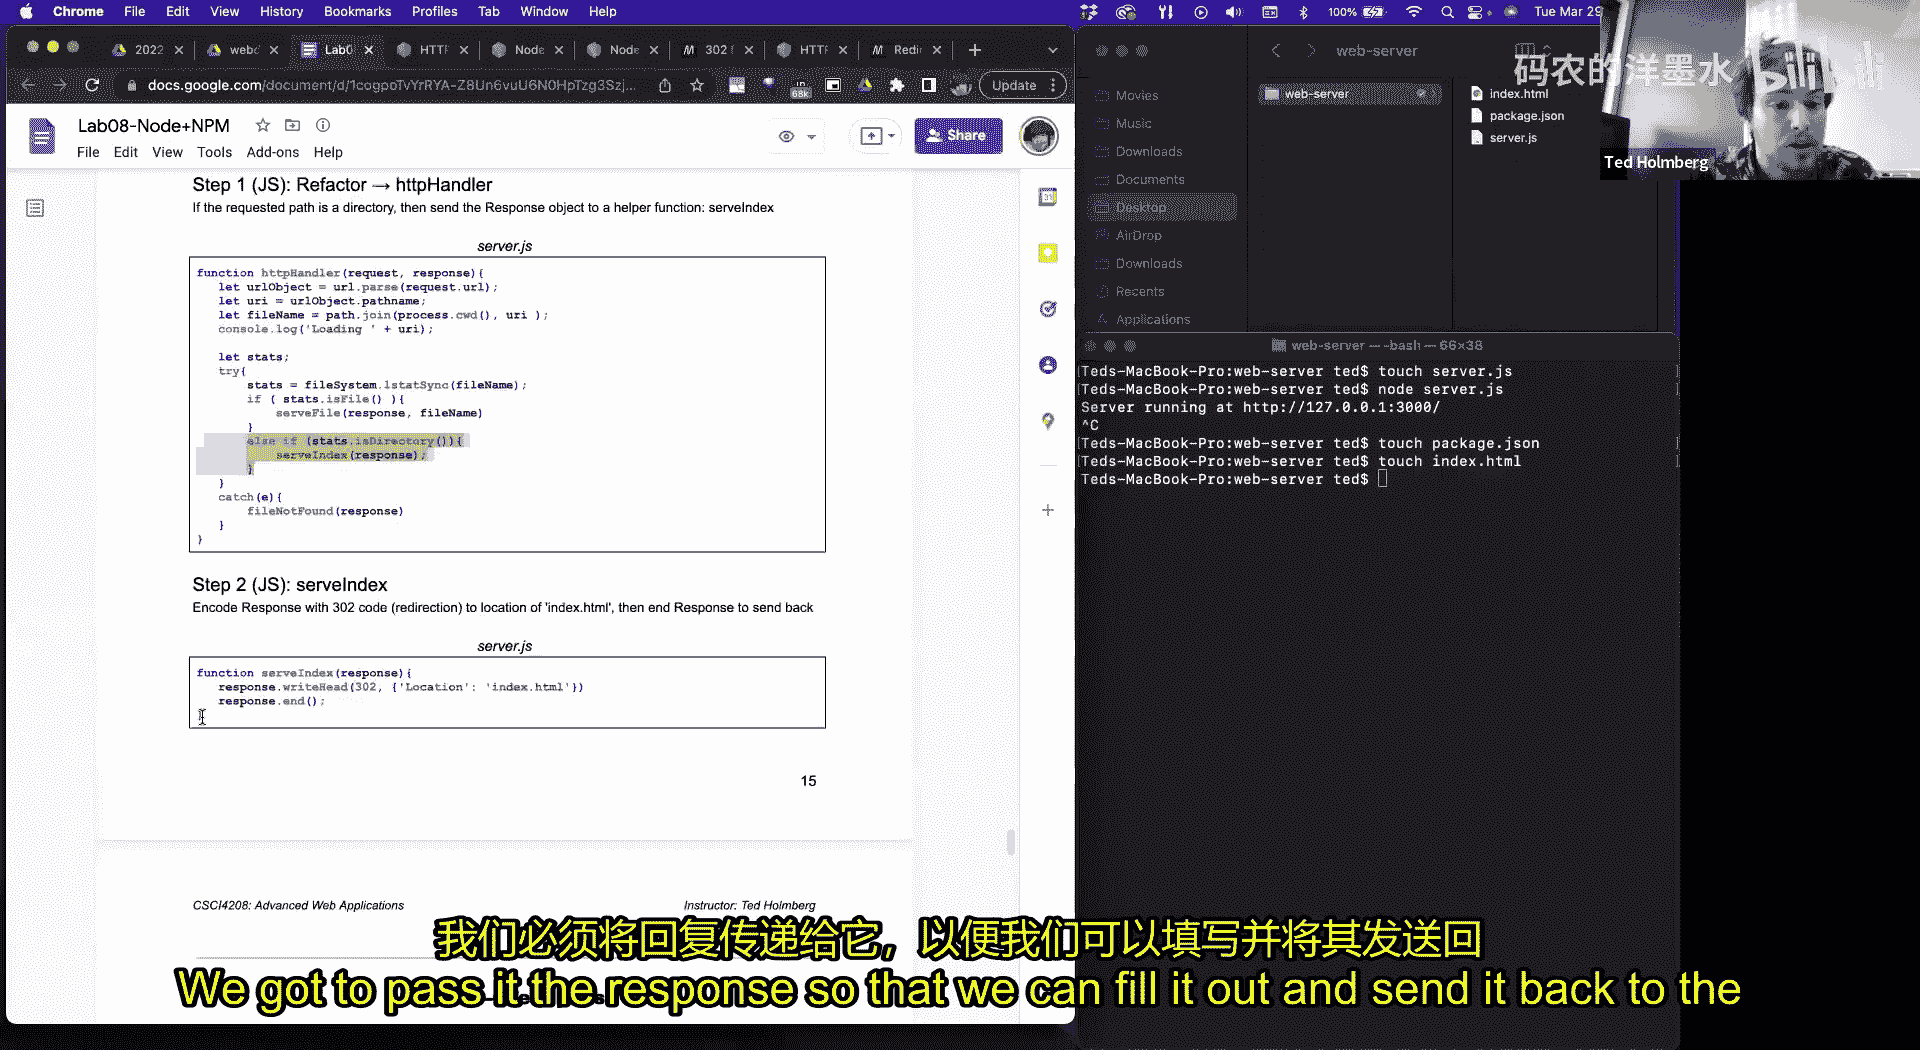 Chrome File Edit View History Bookmarks Profiles Tab Window Help
100% Tue Mar 29
2022 webd Lab0 HTTP Node Node 302 HTTP Redir
docs.google.com/document/d/1cogpoTvYrRYA-Z8Un6vuU6N0HpTzg3Szj...
68k
Update
Lab08-Node+NPM
Share
File Edit View Tools Add-ons Help
Step 1 (JS): Refactor → httpHandler
If the requested path is a directory, then send the Response object to a helper function: serveIndex
server.js
function httpHandler(request, response){
let urlObject = url.parse(request.url);
let uri = urlObject.pathname;
let fileName = path.join(process.cwd(), uri );
console.log('Loading ' + uri);
let stats;
try{
stats = fileSystem.lstatSync(fileName);
if ( stats.isFile() ){
serveFile(response, fileName)
}
else if (stats.isDirectory()){
serveIndex(response);
}
}
catch(e){
fileNotFound(response)
}
}
Step 2 (JS): serveIndex
Encode Response with 302 code (redirection) to location of 'index.html', then end Response to send back
server.js
function serveIndex(response){
response.writeHead(302, {'Location': 'index.html'})
response.end();
15
CSCI4208: Advanced Web Applications Instructor: Ted Holmberg
31
web-server
Movies
Music
Downloads
Documents
Desktop
AirDrop
Downloads
Recents
Applications
web-server
index.html
package.json
server.js
码农的洋墨水 bilibili
Ted Holmberg
web-server — -bash — 66×38
Teds-MacBook-Pro:web-server ted$ touch server.js
Teds-MacBook-Pro:web-server ted$ node server.js
Server running at http://127.0.0.1:3000/
^C
Teds-MacBook-Pro:web-server ted$ touch package.json
Teds-MacBook-Pro:web-server ted$ touch index.html
Teds-MacBook-Pro:web-server ted$
我们必须将回复传递给它，以便我们可以填写并将其发送回
We got to pass it the response so that we can fill it out and send it back to the